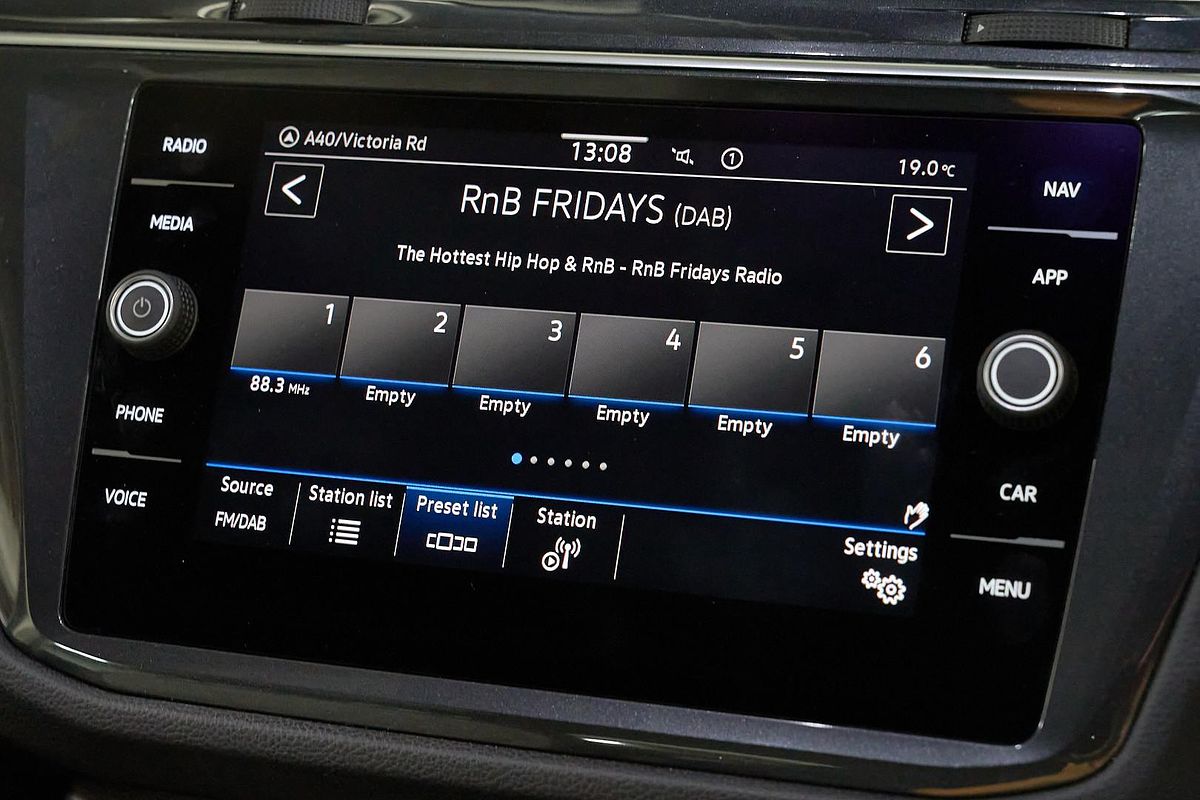 RADIO
MEDIA
PHONE
VOICE
A40/Victoria Rd
13:08
1
19.0°C
RnB FRIDAYS (DAB)
The Hottest Hip Hop & RnB - RnB Fridays Radio
1 2 3 4 5 6
88.3 MHz Empty Empty Empty Empty Empty
Source
FM/DAB
Station list
Preset list
Station
Settings
NAV
APP
CAR
MENU